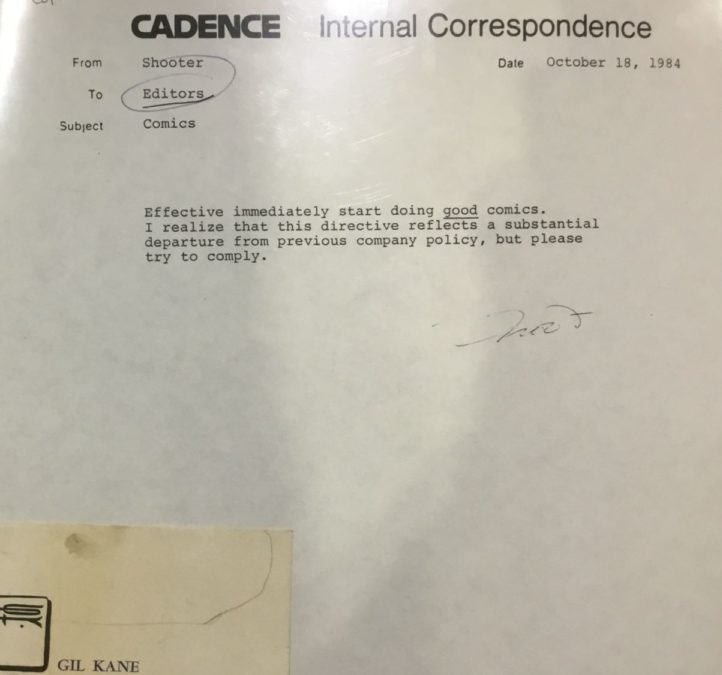 CADENCE Internal Correspondence
From Shooter Date October 18, 1984
To Editors
Subject Comics
Effective immediately start doing good comics.
I realize that this directive reflects a substantial
departure from previous company policy, but please
try to comply.
GIL KANE